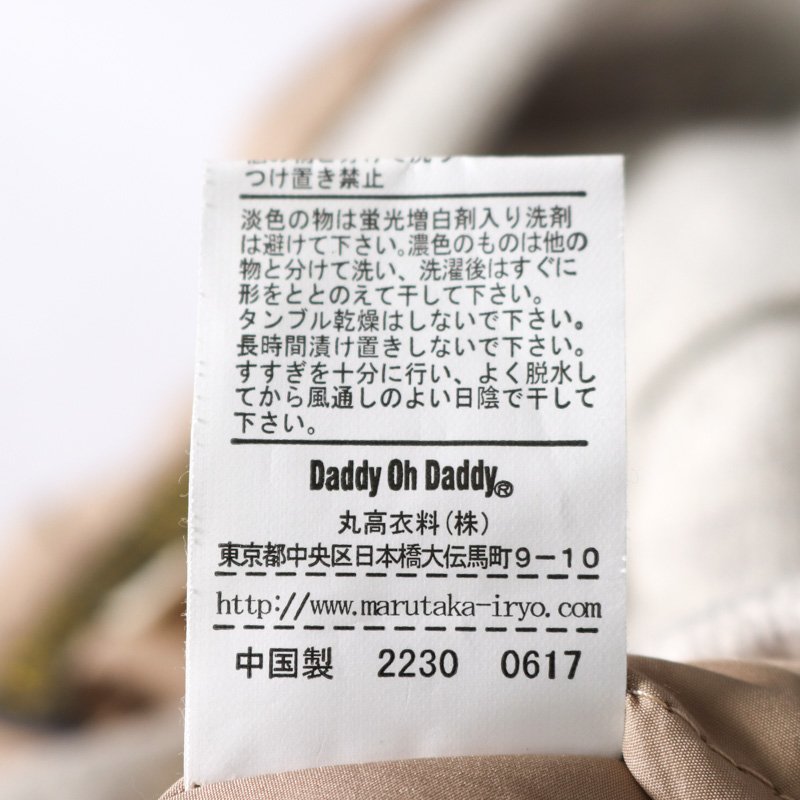 つけ置き禁止
淡色の物は蛍光増白剤入り洗剤
は避けて下さい。濃色のものは他の
物と分けて洗い、洗濯後はすぐに
形をととのえて干して下さい。
タンブル乾燥はしないで下さい。
長時間漬け置きしないで下さい。
すすぎを十分に行い、よく脱水し
てから風通しのよい日陰で干して
下さい。
Daddy Oh Daddy®
丸高衣料(株)
東京都中央区日本橋大伝馬町9-10
http://www.marutaka-iryo.com
中国製 2230 0617